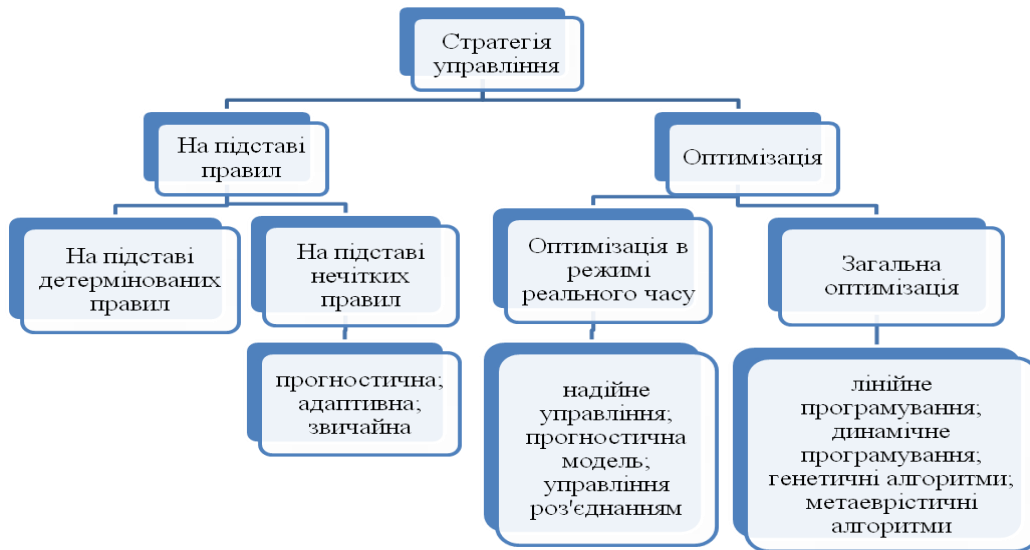 Стратегія
управління
На підставі
правил
Оптимізація
На підставі
детермінованих
правил
На підставі
нечітких
правил
Оптимізація в
режимі
реального часу
Загальна
оптимізація
прогностична;
адаптивна;
звичайна
надійне
управління;
прогностична
модель;
управління
роз'єднанням
лінійне
програмування;
динамічне
програмування;
генетичні алгоритми;
метаеврістичні
алгоритми